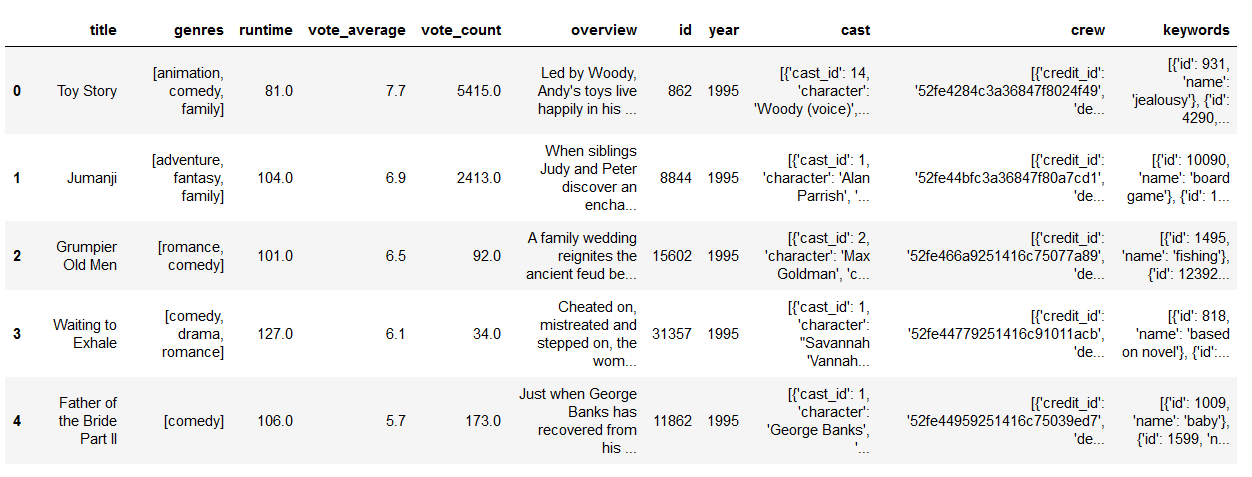 title genres runtime vote_average vote_count overview id year cast crew keywords
[{'id': 931,
[animation, Led by Woody, [{'cast_id': 14, [{'credit_id': 'name':
0 Toy Story comedy, 81.0 7.7 5415.0 Andy's toys live 862 1995 'character': '52fe4284c3a36847f8024f49', 'jealousy'}, {'id':
family] happily in his ... 'Woody (voice)',... 'de... 4290,...
When siblings
[adventure, Judy and Peter [{'cast_id': 1, [{'credit_id': [{'id': 10090,
1 Jumanji fantasy, 104.0 6.9 2413.0 discover an 8844 1995 'character': 'Alan '52fe44bfc3a36847f80a7cd1', 'name': 'board
family] encha... Parrish', '... 'de... game'}, {'id': 1...
Grumpier [romance, A family wedding [{'cast_id': 2, [{'credit_id': [{'id': 1495,
2 Old Men comedy] 101.0 6.5 92.0 reignites the 15602 1995 'character': 'Max '52fe466a9251416c75077a89', 'name': 'fishing'},
ancient feud be... Goldman', 'c... 'de... {'id': 12392...
Cheated on, [{'cast_id': 1,
Waiting to [comedy, mistreated and 'character': [{'credit_id': [{'id': 818,
3 Exhale drama, 127.0 6.1 34.0 stepped on, the 31357 1995 "Savannah '52fe44779251416c91011acb', 'name': 'based
romance] wom... 'Vannah... 'de... on novel'}, {'id':...
Just when George [{'cast_id': 1,
Father of Banks has 'character': [{'credit_id': [{'id': 1009,
4 the Bride [comedy] 106.0 5.7 173.0 recovered from 11862 1995 'George Banks', '52fe44959251416c75039ed7', 'name': 'baby'},
Part II his ... '... 'de... {'id': 1599, 'n...